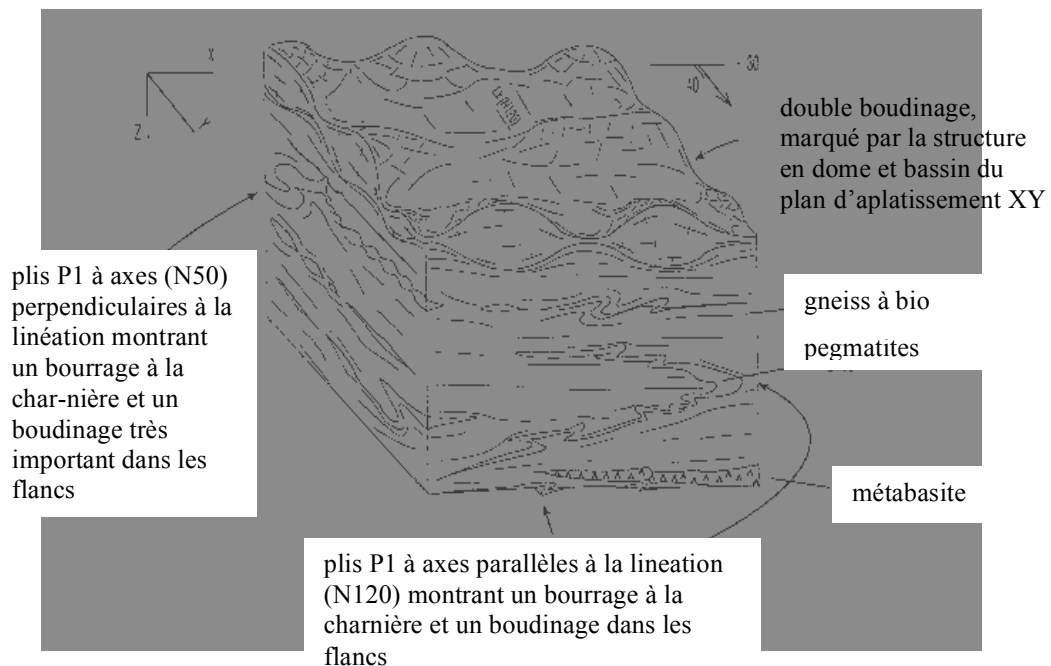 X
Z
Y
30
40
double boudinage,
marqué par la structure
en dome et bassin du
plan d'aplatissement XY
plis P1 à axes (N50)
perpendiculaires à la
linéation montrant
un bourrage à la
char-nière et un
boudinage très
important dans les
flancs
gneiss à bio
pegmatites
métabasite
plis P1 à axes parallèles à la lineation
(N120) montrant un bourrage à la
charnière et un boudinage dans les
flancs